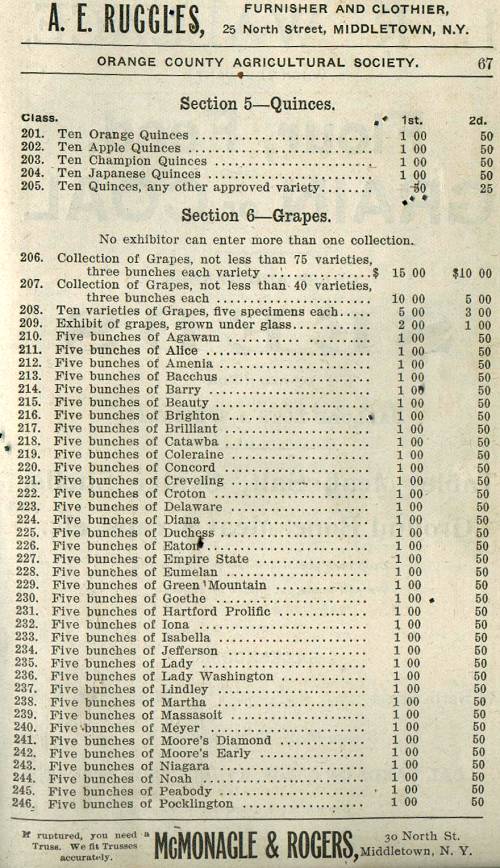 A. E. RUGGLES, FURNISHER AND CLOTHIER,
25 North Street, MIDDLETOWN, N.Y.
ORANGE COUNTY AGRICULTURAL SOCIETY. 67
Section 5—Quinces.
Class. 1st. 2d.
201. Ten Orange Quinces .......................... 1 00 50
202. Ten Apple Quinces .......................... 1 00 50
203. Ten Champion Quinces .......................... 1 00 50
204. Ten Japanese Quinces .......................... 1 00 50
205. Ten Quinces, any other approved variety........ 50 25
Section 6—Grapes.
No exhibitor can enter more than one collection.
206. Collection of Grapes, not less than 75 varieties,
three bunches each variety ...............$ 15 00 $10 00
207. Collection of Grapes, not less than 40 varieties,
three bunches each ...................... 10 00 5 00
208. Ten varieties of Grapes, five specimens each..... 5 00 3 00
209. Exhibit of grapes, grown under glass............ 2 00 1 00
210. Five bunches of Agawam ...................... 1 00 50
211. Five bunches of Alice ...................... 1 00 50
212. Five bunches of Amenia ...................... 1 00 50
213. Five bunches of Bacchus ...................... 1 00 50
214. Five bunches of Barry ...................... 1 00 50
215. Five bunches of Beauty ...................... 1 00 50
216. Five bunches of Brighton ...................... 1 00 50
217. Five bunches of Brilliant ...................... 1 00 50
218. Five bunches of Catawba ...................... 1 00 50
219. Five bunches of Coleraine ...................... 1 00 50
220. Five bunches of Concord ...................... 1 00 50
221. Five bunches of Creveling ...................... 1 00 50
222. Five bunches of Croton ...................... 1 00 50
223. Five bunches of Delaware ...................... 1 00 50
224. Five bunches of Diana ...................... 1 00 50
225. Five bunches of Duchess ...................... 1 00 50
226. Five bunches of Eaton ...................... 1 00 50
227. Five bunches of Empire State .................. 1 00 50
228. Five bunches of Eumelan ...................... 1 00 50
229. Five bunches of Green Mountain ................ 1 00 50
230. Five bunches of Goethe ...................... 1 00 50
231. Five bunches of Hartford Prolific .............. 1 00 50
232. Five bunches of Iona ...................... 1 00 50
233. Five bunches of Isabella ...................... 1 00 50
234. Five bunches of Jefferson ...................... 1 00 50
235. Five bunches of Lady ...................... 1 00 50
236. Five bunches of Lady Washington .............. 1 00 50
237. Five bunches of Lindley ...................... 1 00 50
238. Five bunches of Martha ...................... 1 00 50
239. Five bunches of Massasoit ...................... 1 00 50
240. Five bunches of Meyer ...................... 1 00 50
241. Five bunches of Moore's Diamond .............. 1 00 50
242. Five bunches of Moore's Early .................. 1 00 50
243. Five bunches of Niagara ...................... 1 00 50
244. Five bunches of Noah ...................... 1 00 50
245. Five bunches of Peabody ...................... 1 00 50
246. Five bunches of Pocklington .................. 1 00 50
If ruptured, you need a
Truss. We fit Trusses
accurately.
McMONAGLE & ROGERS,
30 North St.
Middletown, N. Y.